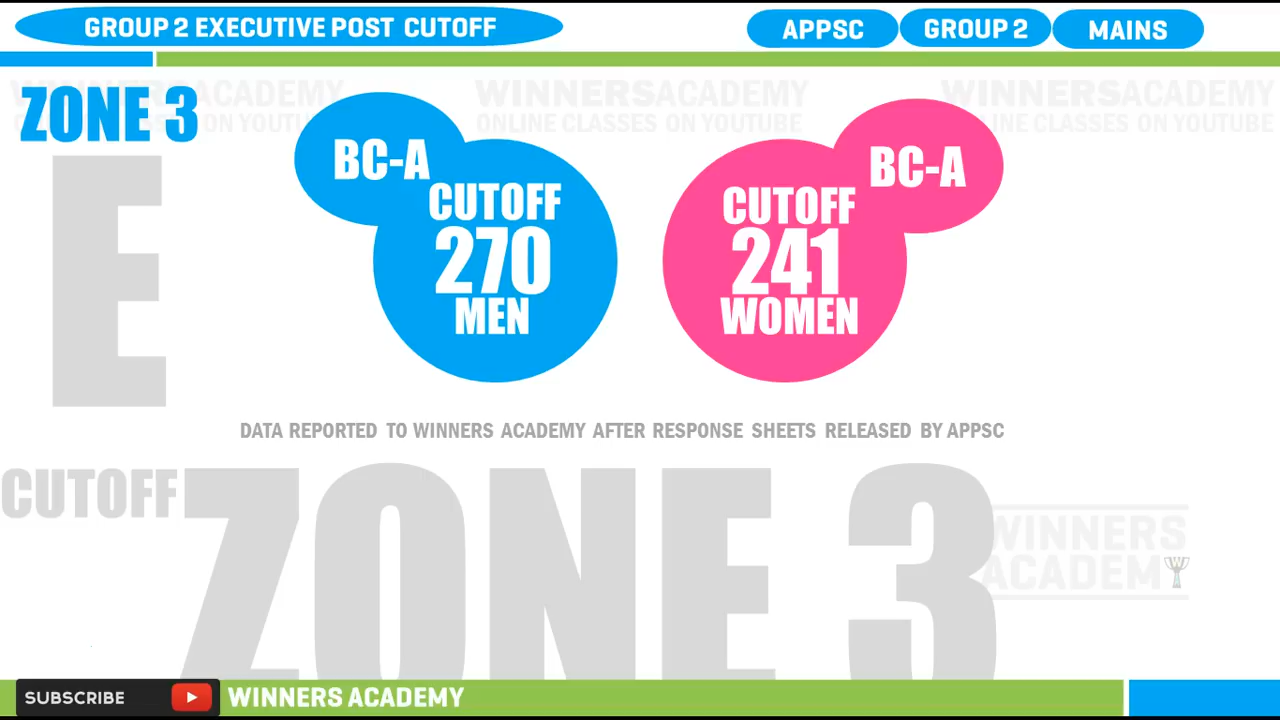 GROUP 2 EXECUTIVE POST CUTOFF
APPSC
GROUP 2
MAINS
WINNERSACADEMY
ONLINE CLASSES ON YOUTUBE
WINNERSACADEMY
ONLINE CLASSES ON YOUTUBE
WINNERSACADEMY
ONLINE CLASSES ON YOUTUBE
ZONE 3
E
BC-A
CUTOFF
270
MEN
BC-A
CUTOFF
241
WOMEN
DATA REPORTED TO WINNERS ACADEMY AFTER RESPONSE SHEETS RELEASED BY APPSC
CUTOFF
ZONE 3
WINNERS
ACADEMY
SUBSCRIBE
WINNERS ACADEMY